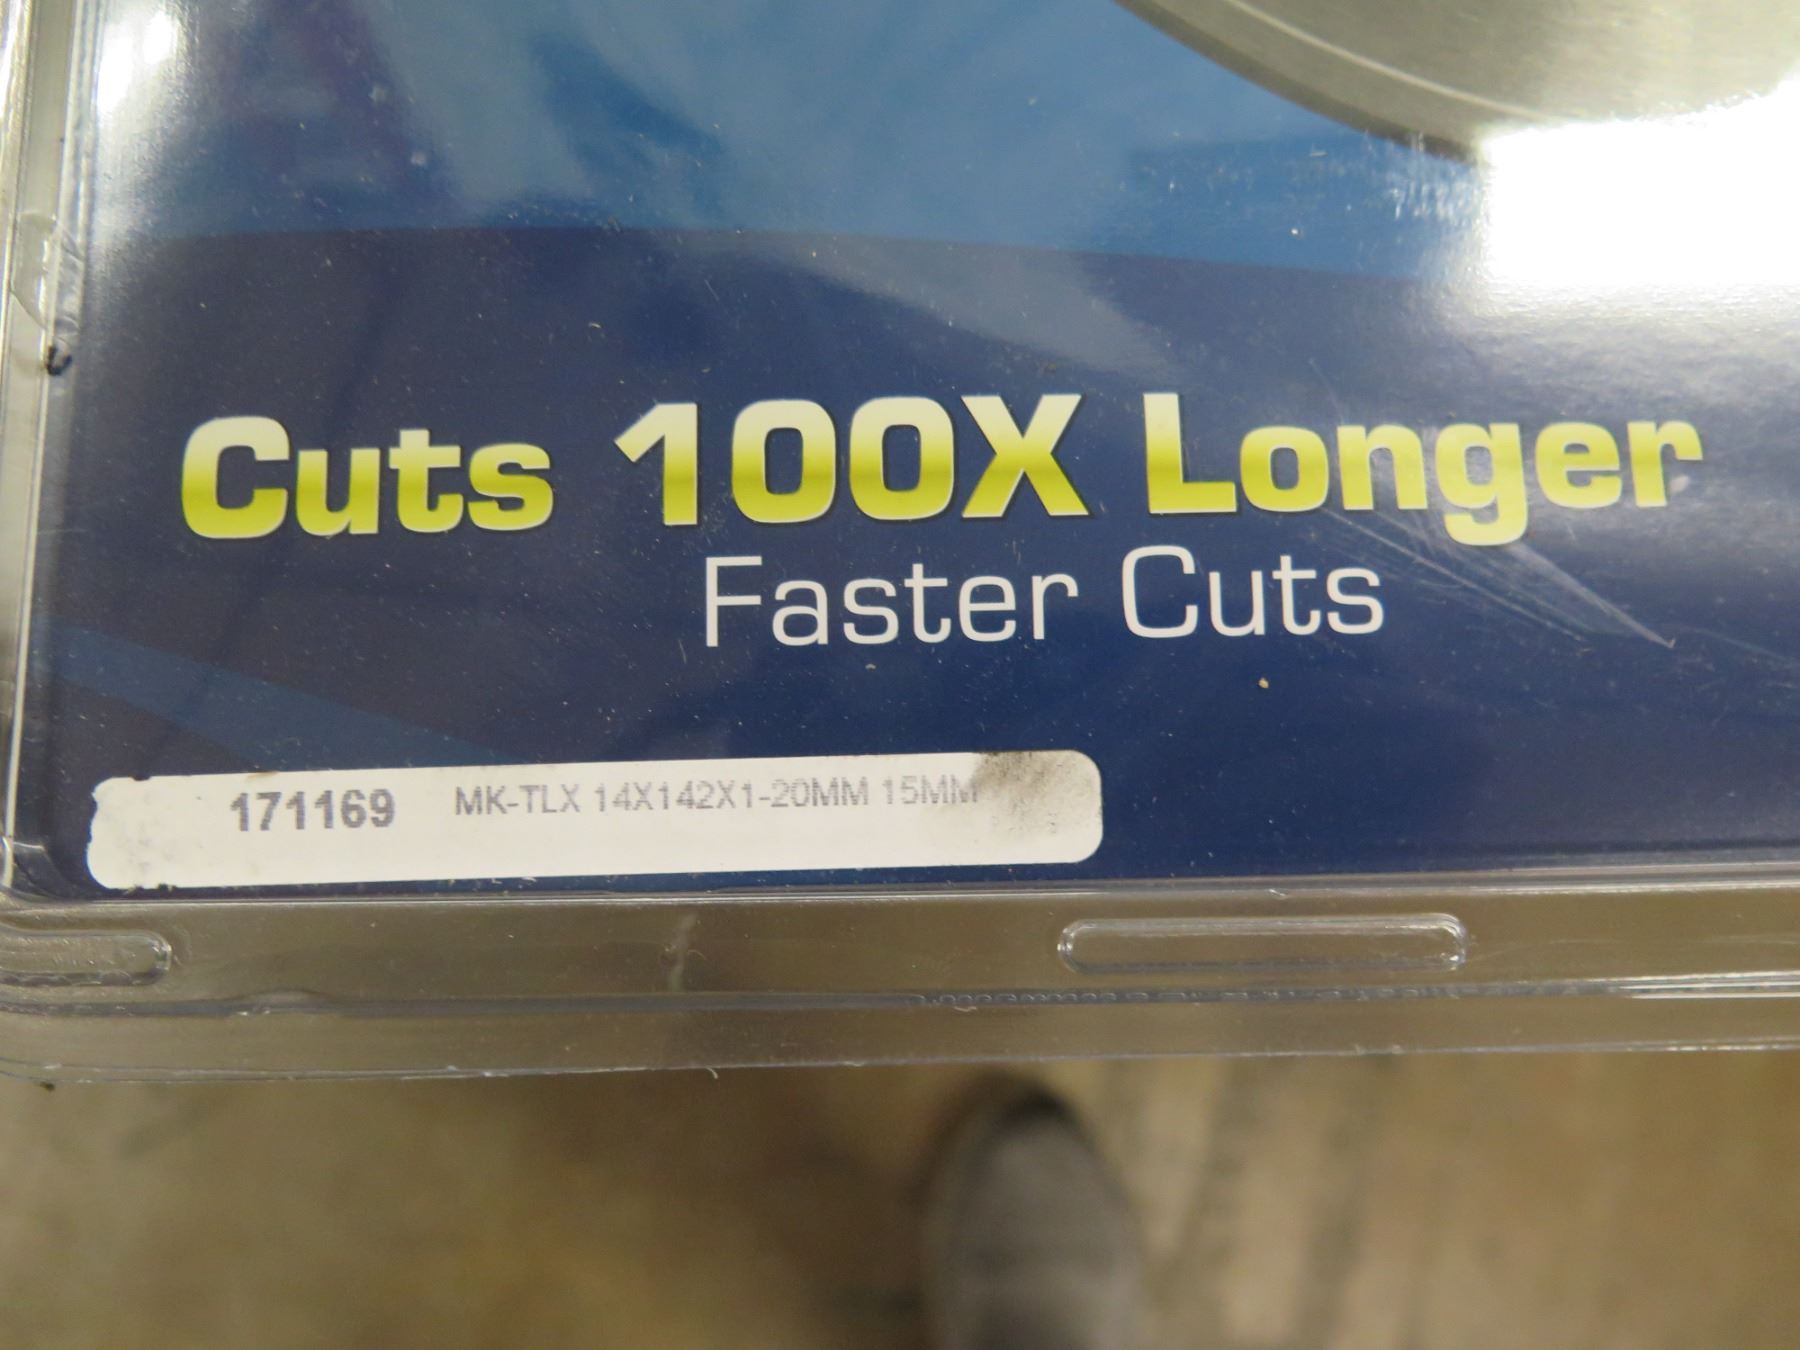 Cuts 100X Longer
Faster Cuts
171169 MK-TLX 14X142X1-20MM 15MM